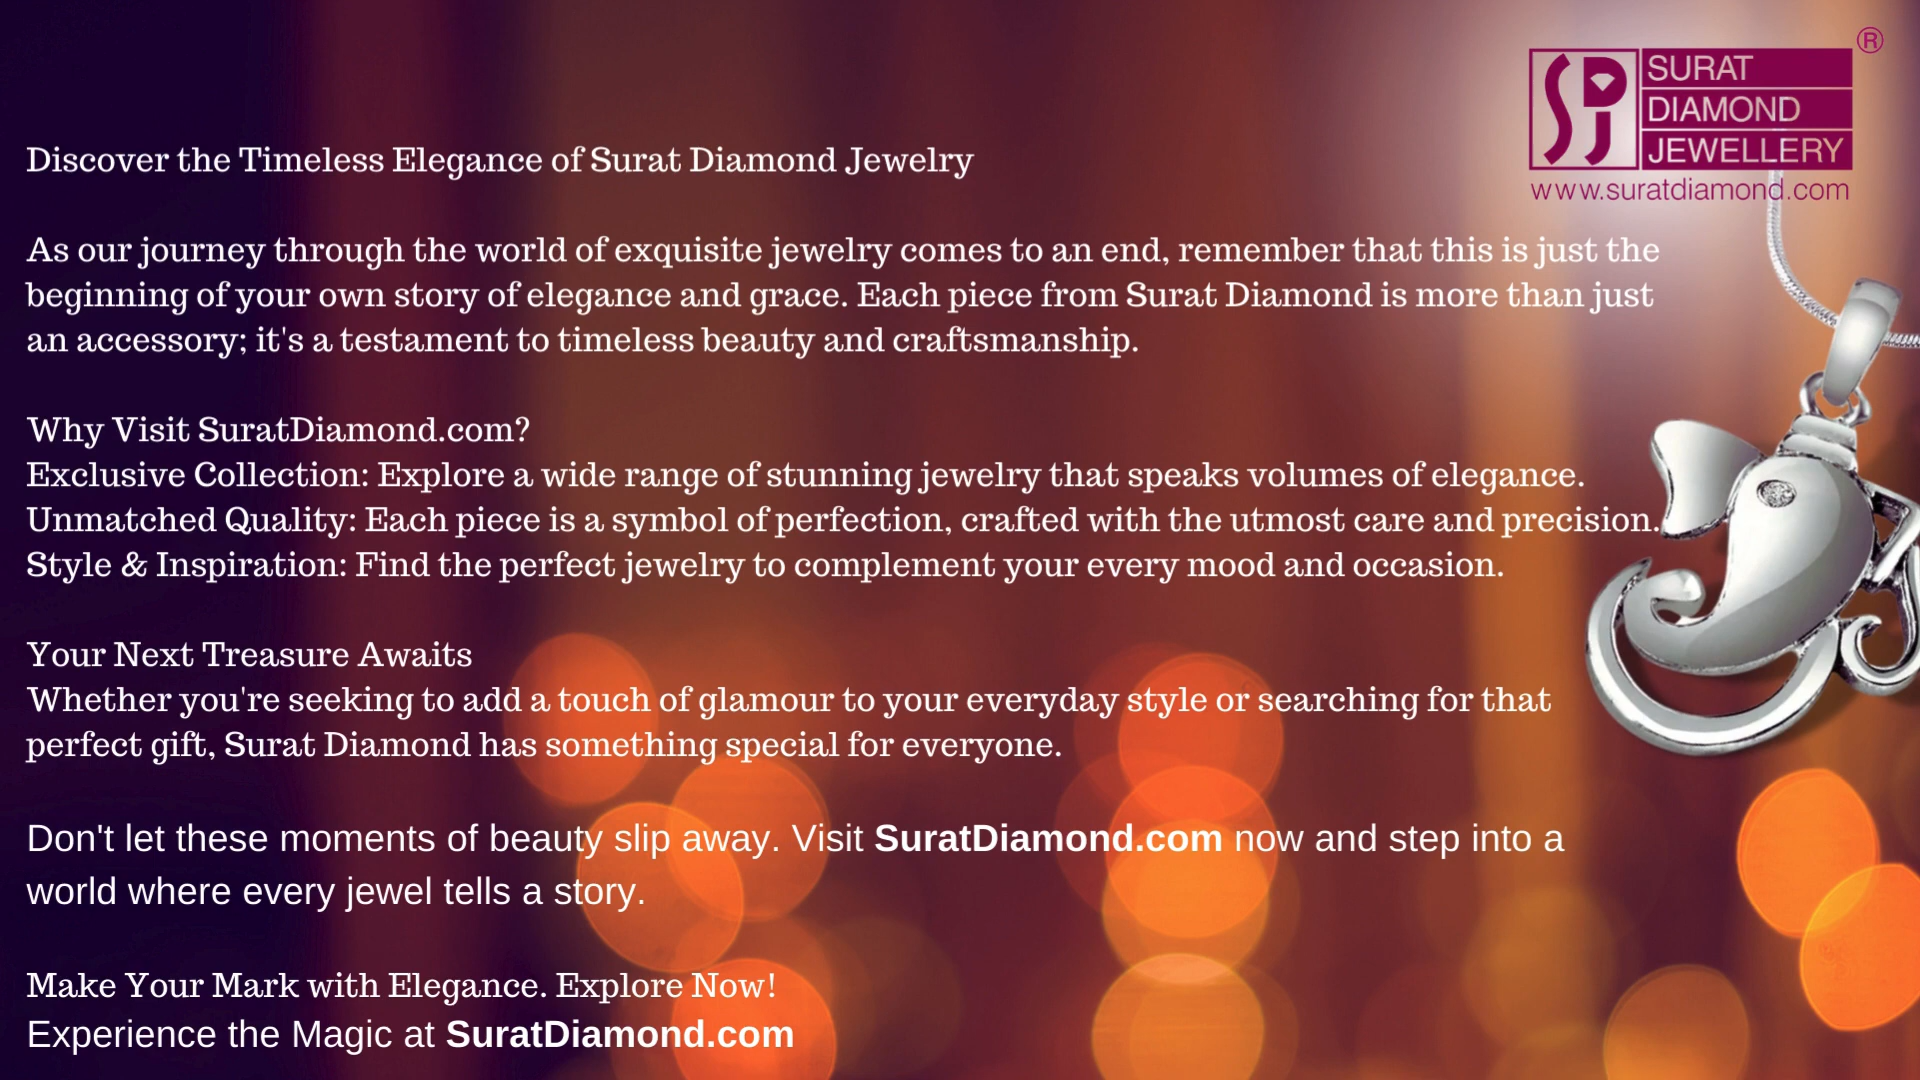 ®
SDJ
SURAT
DIAMOND
JEWELLERY
www.suratdiamond.com
Discover the Timeless Elegance of Surat Diamond Jewelry
As our journey through the world of exquisite jewelry comes to an end, remember that this is just the
beginning of your own story of elegance and grace. Each piece from Surat Diamond is more than just
an accessory; it's a testament to timeless beauty and craftsmanship.
Why Visit SuratDiamond.com?
Exclusive Collection: Explore a wide range of stunning jewelry that speaks volumes of elegance.
Unmatched Quality: Each piece is a symbol of perfection, crafted with the utmost care and precision.
Style & Inspiration: Find the perfect jewelry to complement your every mood and occasion.
Your Next Treasure Awaits
Whether you're seeking to add a touch of glamour to your everyday style or searching for that
perfect gift, Surat Diamond has something special for everyone.
Don't let these moments of beauty slip away. Visit SuratDiamond.com now and step into a
world where every jewel tells a story.
Make Your Mark with Elegance. Explore Now!
Experience the Magic at SuratDiamond.com